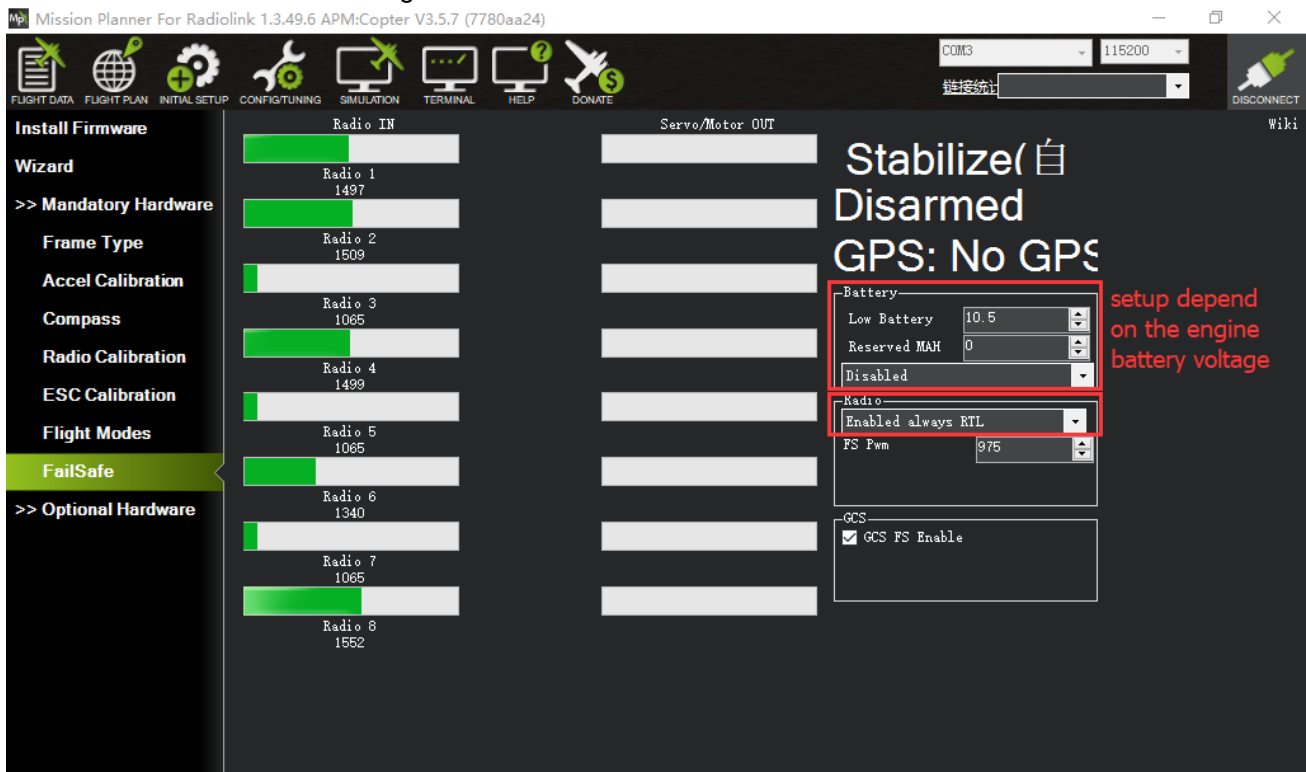 Mission Planner For Radiolink 1.3.49.6 APM:Copter V3.5.7 (7780aa24)
FLIGHT DATA
FLIGHT PLAN
INITIAL SETUP
CONFIG/TUNING
SIMULATION
TERMINAL
HELP
DONATE
COM3
115200
链接统计
DISCONNECT
Install Firmware
Wizard
>> Mandatory Hardware
Frame Type
Accel Calibration
Compass
Radio Calibration
ESC Calibration
Flight Modes
FailSafe
>> Optional Hardware
Radio IN
Radio 1
1497
Radio 2
1509
Radio 3
1065
Radio 4
1499
Radio 5
1065
Radio 6
1340
Radio 7
1065
Radio 8
1552
Servo/Motor OUT
Wiki
Stabilize(自
Disarmed
GPS: No GPS
Battery
Low Battery 10.5
Reserved MAH 0
Disabled
setup depend
on the engine
battery voltage
Radio
Enabled always RTL
FS Pwm 975
GCS
GCS FS Enable